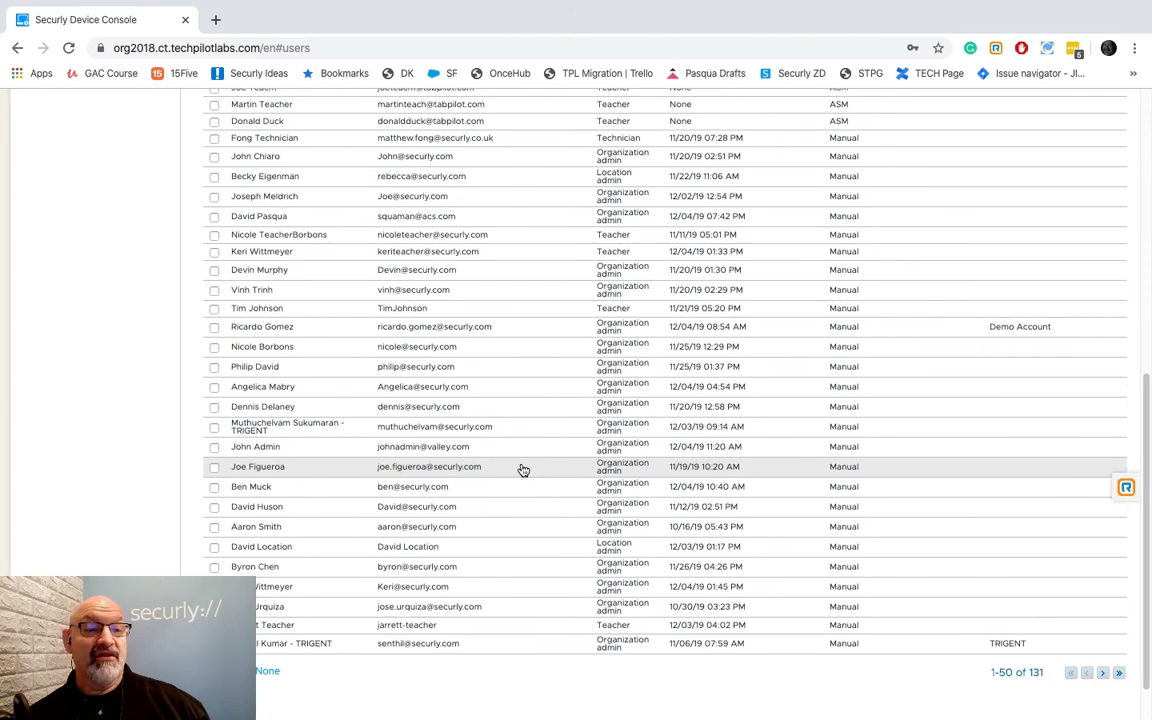 Securly Device Console
org2018.ct.techpilotlabs.com/en#users
5
Apps GAC Course 15Five Securly Ideas Bookmarks DK SF OnceHub TPL Migration | Trello Pasqua Drafts Securly ZD STPG TECH Page Issue navigator - JI... »
Martin Teacher martinteach@tabpilot.com Teacher None ASM
Donald Duck donaldduck@tabpilot.com Teacher None ASM
Fong Technician matthew.fong@securly.co.uk Technician 11/20/19 07:28 PM Manual
John Chiaro John@securly.com Organization admin 11/20/19 02:51 PM Manual
Becky Eigenman rebecca@securly.com Location admin 11/22/19 11:06 AM Manual
Joseph Meldrich Joe@securly.com Organization admin 12/02/19 12:54 PM Manual
David Pasqua squaman@acs.com Organization admin 12/04/19 07:42 PM Manual
Nicole TeacherBorbons nicoleteacher@securly.com Teacher 11/11/19 05:01 PM Manual
Keri Wittmeyer keriteacher@securly.com Teacher 12/04/19 01:33 PM Manual
Devin Murphy Devin@securly.com Organization admin 11/20/19 01:30 PM Manual
Vinh Trinh vinh@securly.com Organization admin 11/20/19 02:29 PM Manual
Tim Johnson TimJohnson Teacher 11/21/19 05:20 PM Manual
Ricardo Gomez ricardo.gomez@securly.com Organization admin 12/04/19 08:54 AM Manual Demo Account
Nicole Borbons nicole@securly.com Organization admin 11/25/19 12:29 PM Manual
Philip David philip@securly.com Organization admin 11/25/19 01:37 PM Manual
Angelica Mabry Angelica@securly.com Organization admin 12/04/19 04:54 PM Manual
Dennis Delaney dennis@securly.com Organization admin 11/20/19 12:58 PM Manual
Muthuchelvam Sukumaran - TRIGENT muthuchelvam@securly.com Organization admin 12/03/19 09:14 AM Manual
John Admin johnadmin@valley.com Organization admin 12/04/19 11:20 AM Manual
Joe Figueroa joe.figueroa@securly.com Organization admin 11/19/19 10:20 AM Manual
Ben Muck ben@securly.com Organization admin 12/04/19 10:40 AM Manual
David Huson David@securly.com Organization admin 11/12/19 02:51 PM Manual
Aaron Smith aaron@securly.com Organization admin 10/16/19 05:43 PM Manual
David Location David Location Location admin 12/03/19 01:17 PM Manual
Byron Chen byron@securly.com Organization admin 11/26/19 04:26 PM Manual
Wittmeyer Keri@securly.com Organization admin 12/04/19 01:45 PM Manual
Urquiza jose.urquiza@securly.com Organization admin 10/30/19 03:23 PM Manual
Teacher jarrett-teacher Teacher 12/03/19 04:02 PM Manual
Kumar - TRIGENT senthil@securly.com Organization admin 11/06/19 07:59 AM Manual TRIGENT
None 1-50 of 131
securly://